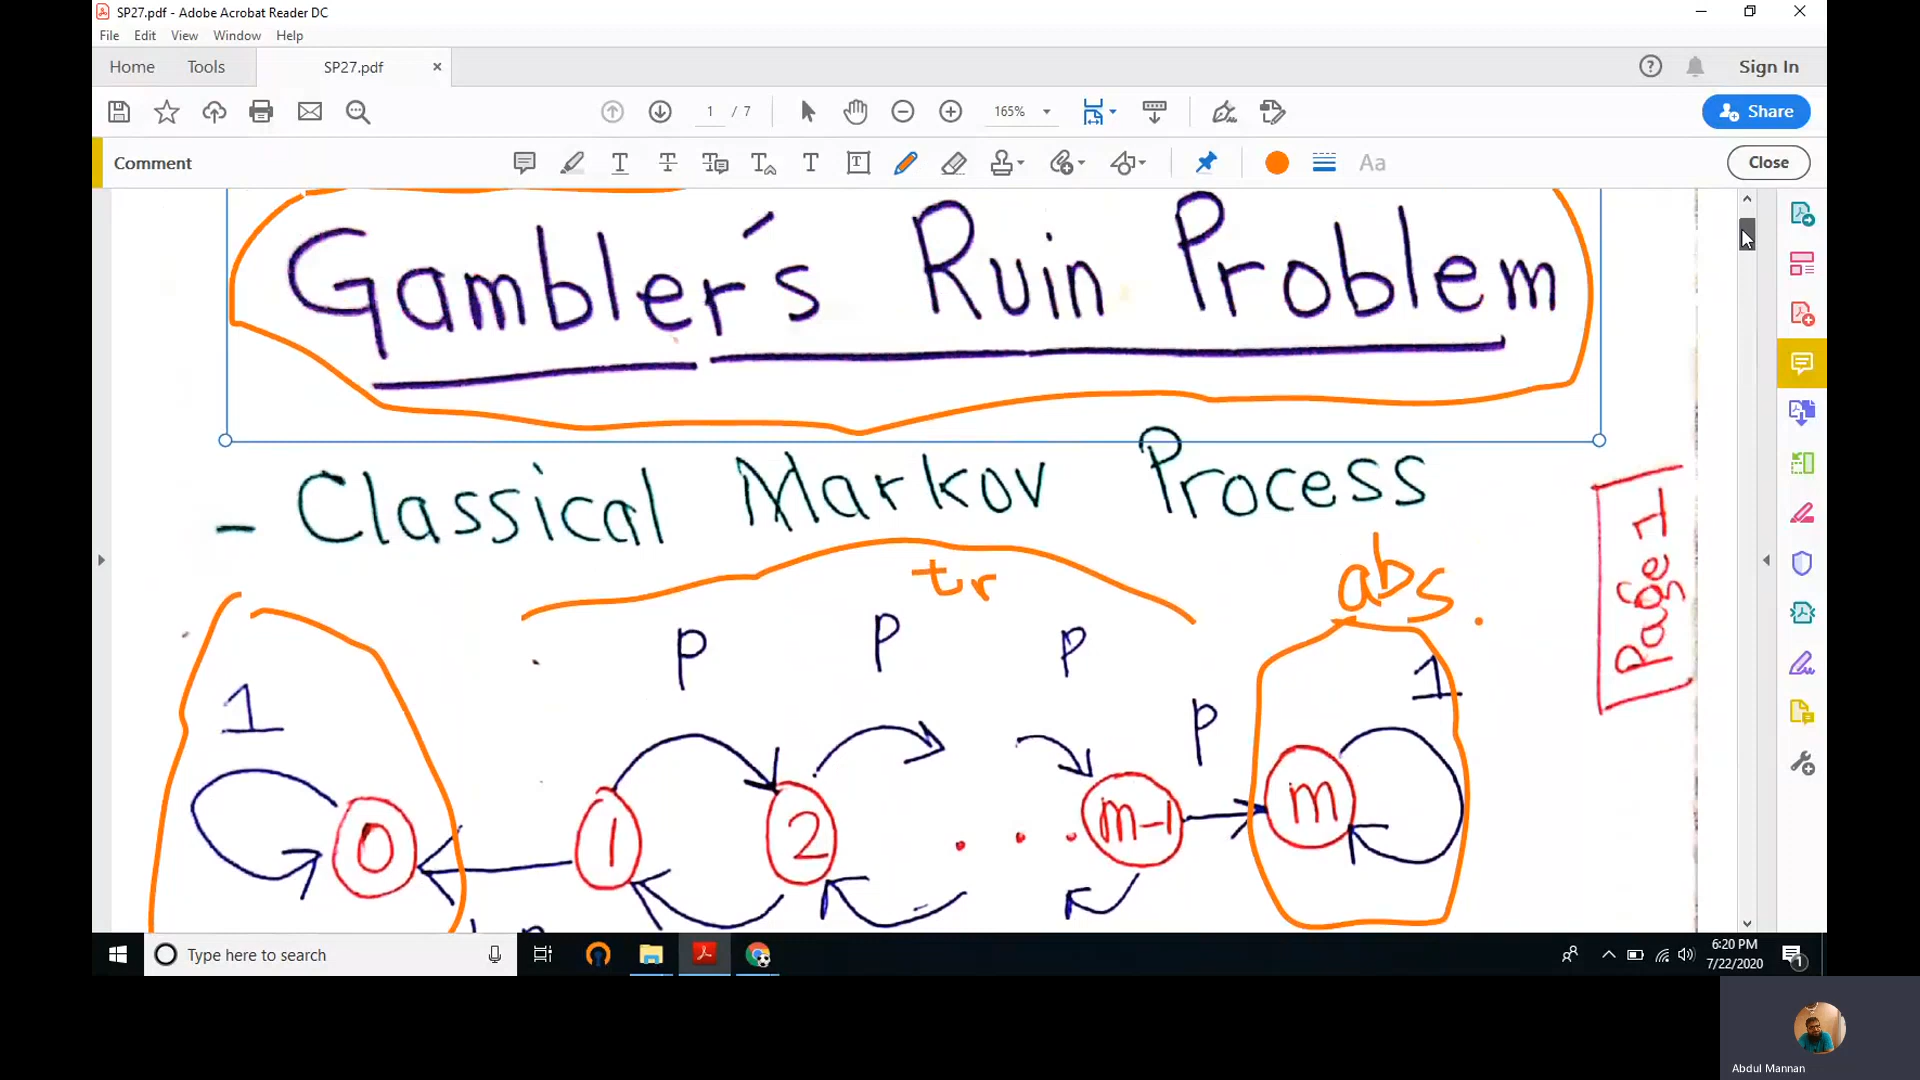 SP27.pdf - Adobe Acrobat Reader DC
File Edit View Window Help
Home Tools SP27.pdf × Sign In
1 / 7 165% Share
Comment Aa Close
Gambler's Ruin Problem
- Classical Markov Process
Page 1
tr abs.
p p p
1 p 1
0 1 2 . . . m-1 m
Type here to search
6:20 PM
7/22/2020
1
Abdul Mannan